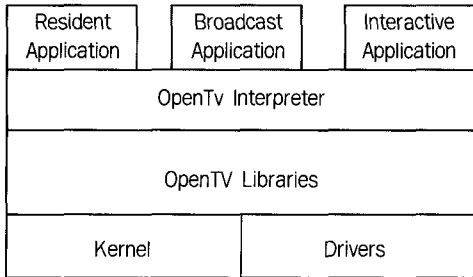 Resident Application
Broadcast Application
Interactive Application
OpenTv Interpreter
OpenTV Libraries
Kernel
Drivers